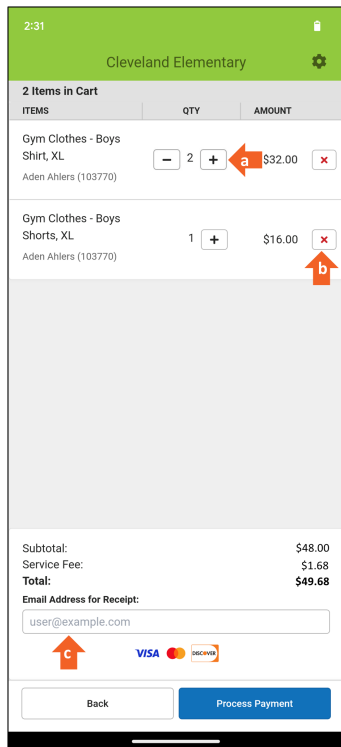 2:31
Cleveland Elementary
2 Items in Cart
ITEMS QTY AMOUNT
Gym Clothes - Boys
Shirt, XL
Aden Ahlers (103770)
− 2 + a $32.00 ×
Gym Clothes - Boys
Shorts, XL
Aden Ahlers (103770)
1 + $16.00 ×
b
Subtotal: $48.00
Service Fee: $1.68
Total: $49.68
Email Address for Receipt:
user@example.com
c
VISA DISCOVER
Back Process Payment